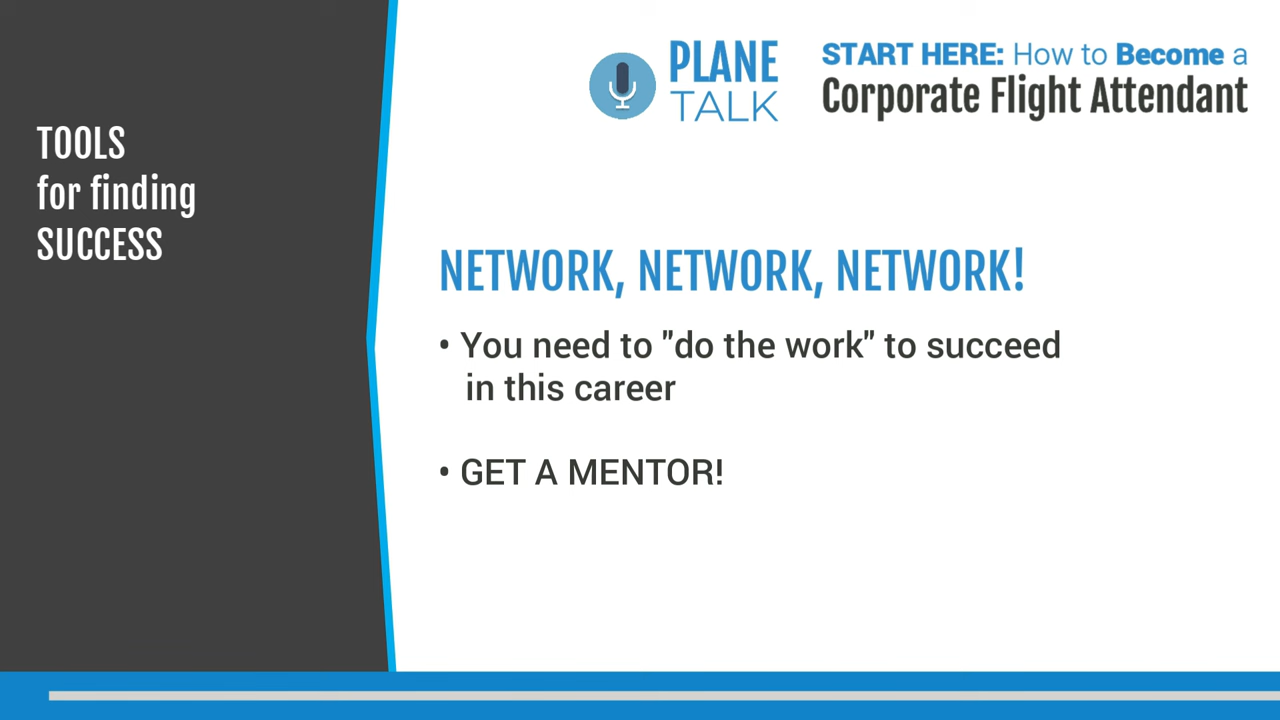 PLANE
TALK
START HERE: How to Become a
Corporate Flight Attendant
TOOLS
for finding
SUCCESS
NETWORK, NETWORK, NETWORK!
• You need to "do the work" to succeed
in this career
• GET A MENTOR!